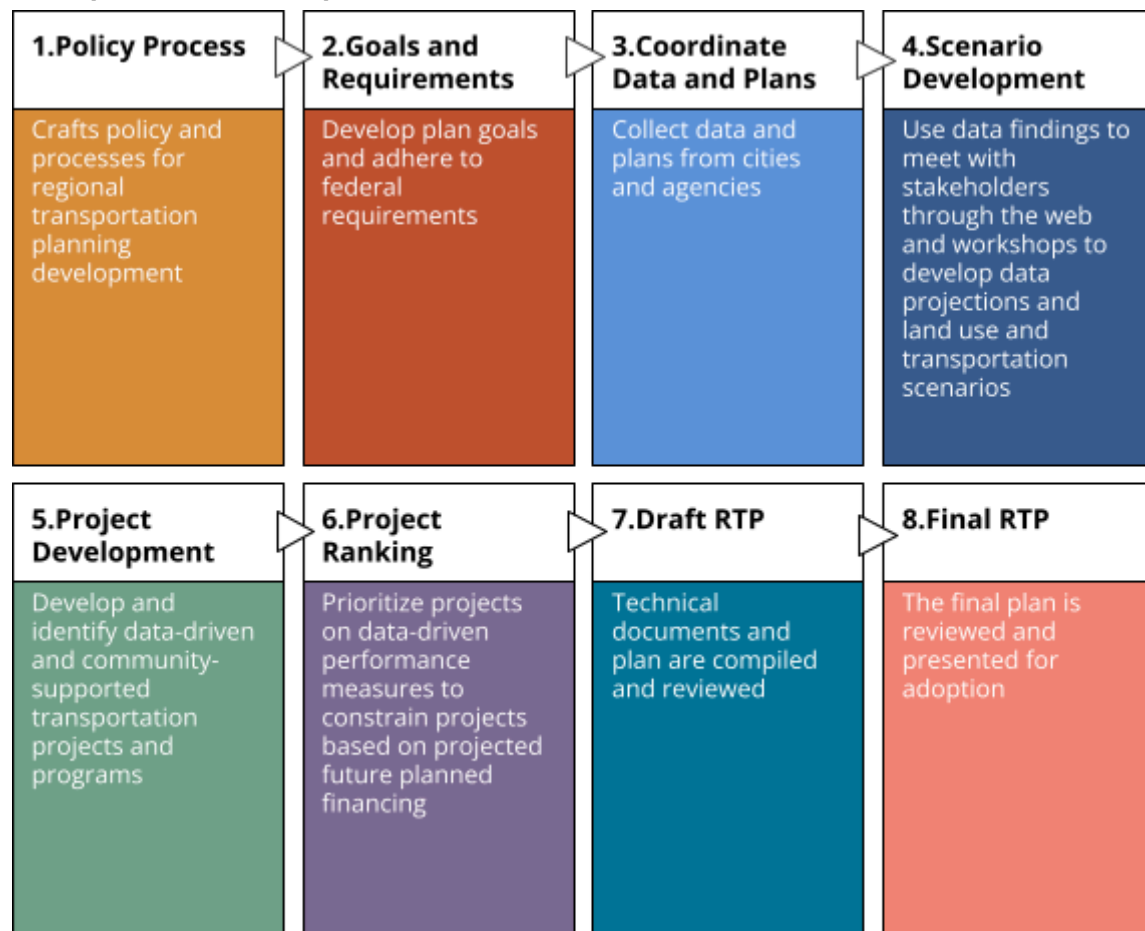 1.Policy Process
Crafts policy and
processes for
regional
transportation
planning
development
2.Goals and
Requirements
Develop plan goals
and adhere to
federal
requirements
3.Coordinate
Data and Plans
Collect data and
plans from cities
and agencies
4.Scenario
Development
Use data findings to
meet with
stakeholders
through the web
and workshops to
develop data
projections and
land use and
transportation
scenarios
5.Project
Development
Develop and
identify data-driven
and community-
supported
transportation
projects and
programs
6.Project
Ranking
Prioritize projects
on data-driven
performance
measures to
constrain projects
based on projected
future planned
financing
7.Draft RTP
Technical
documents and
plan are compiled
and reviewed
8.Final RTP
The final plan is
reviewed and
presented for
adoption